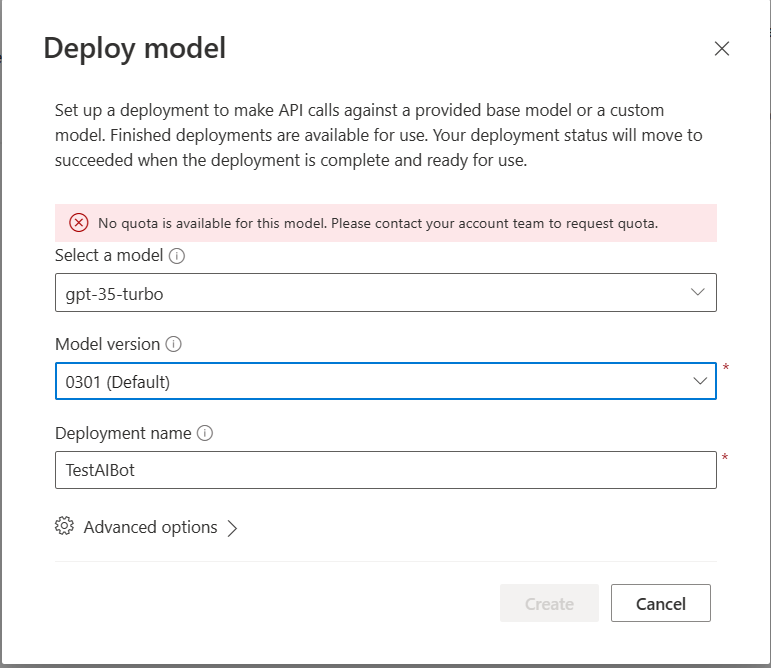 Deploy model
Set up a deployment to make API calls against a provided base model or a custom
model. Finished deployments are available for use. Your deployment status will move to
succeeded when the deployment is complete and ready for use.
No quota is available for this model. Please contact your account team to request quota.
Select a model
gpt-35-turbo
Model version
0301 (Default)
*
Deployment name
TestAIBot
*
Advanced options
Create
Cancel